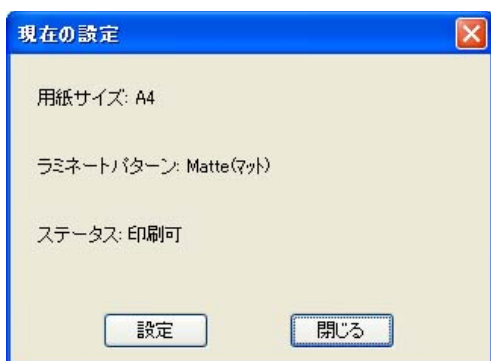 現在の設定
用紙サイズ: A4
ラミネートパターン: Matte(マット)
ステータス: 印刷可
設定
閉じる